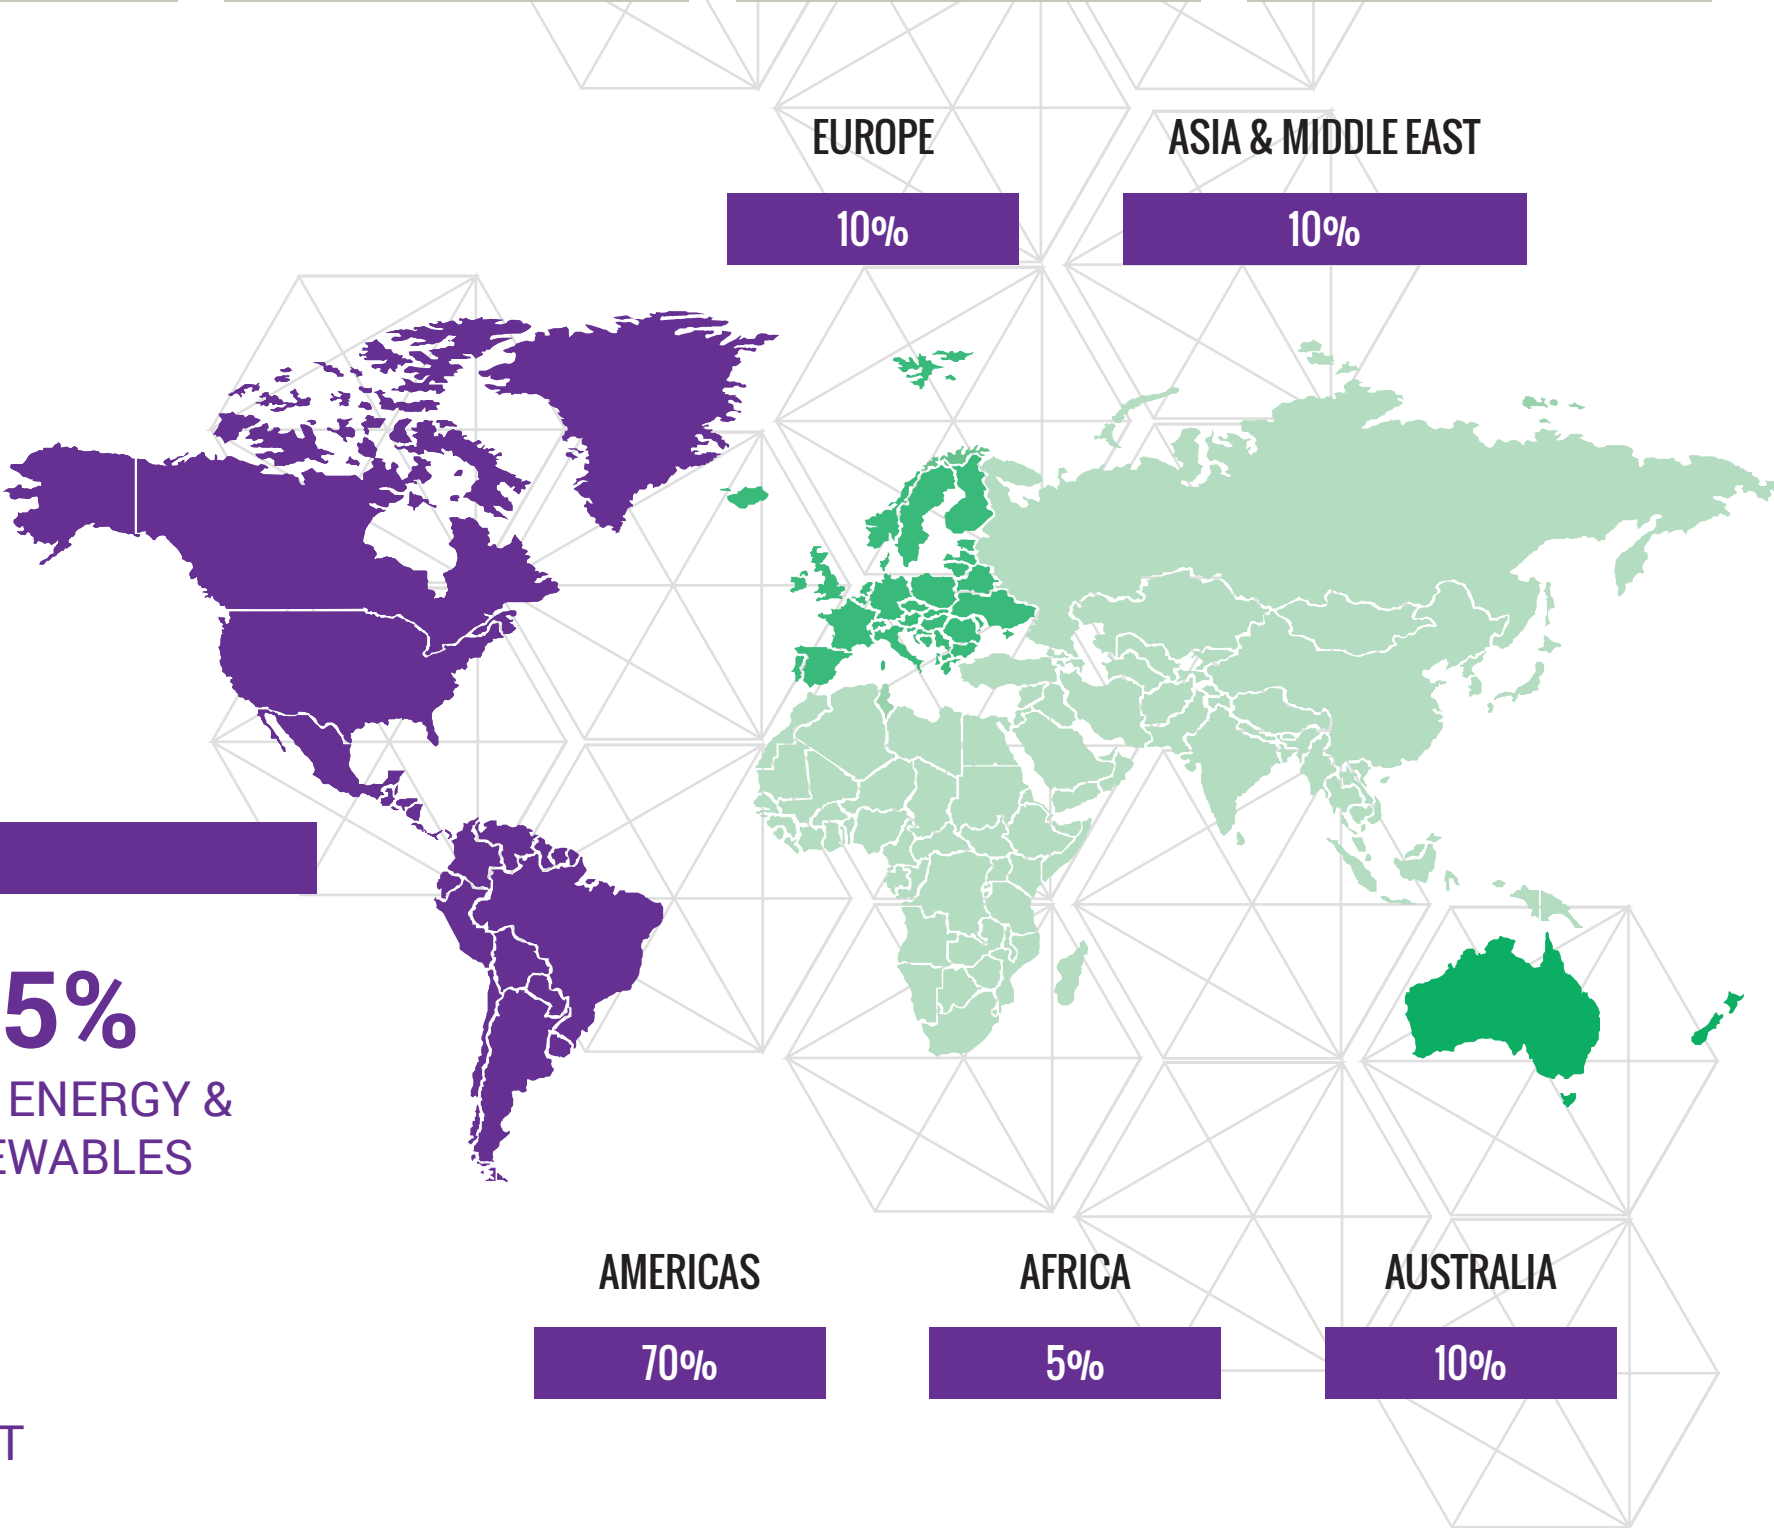 EUROPE
ASIA & MIDDLE EAST
10%
10%
5%
ENERGY &
EWABLES
AMERICAS
AFRICA
AUSTRALIA
70%
5%
10%
T